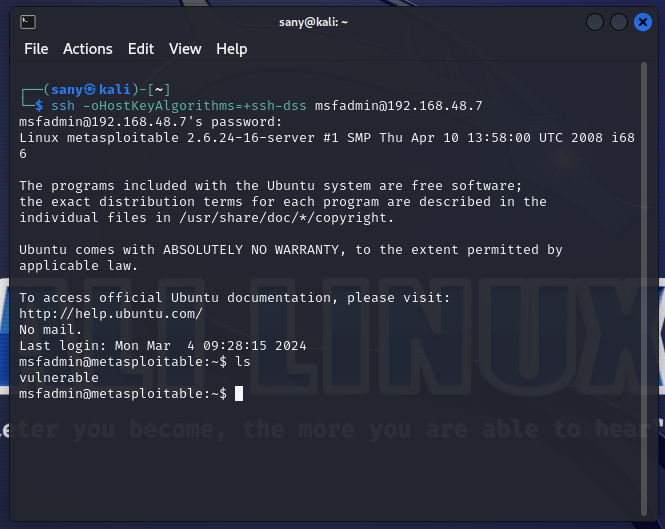 sany@kali: ~
File Actions Edit View Help
┌──(sany㉿kali)-[~]
└─$ ssh -oHostKeyAlgorithms=+ssh-dss msfadmin@192.168.48.7
msfadmin@192.168.48.7's password:
Linux metasploitable 2.6.24-16-server #1 SMP Thu Apr 10 13:58:00 UTC 2008 i68
6
The programs included with the Ubuntu system are free software;
the exact distribution terms for each program are described in the
individual files in /usr/share/doc/*/copyright.
Ubuntu comes with ABSOLUTELY NO WARRANTY, to the extent permitted by
applicable law.
To access official Ubuntu documentation, please visit:
http://help.ubuntu.com/
No mail.
Last login: Mon Mar  4 09:28:15 2024
msfadmin@metasploitable:~$ ls
vulnerable
msfadmin@metasploitable:~$
LINUX
you become, the more you are able to hear"